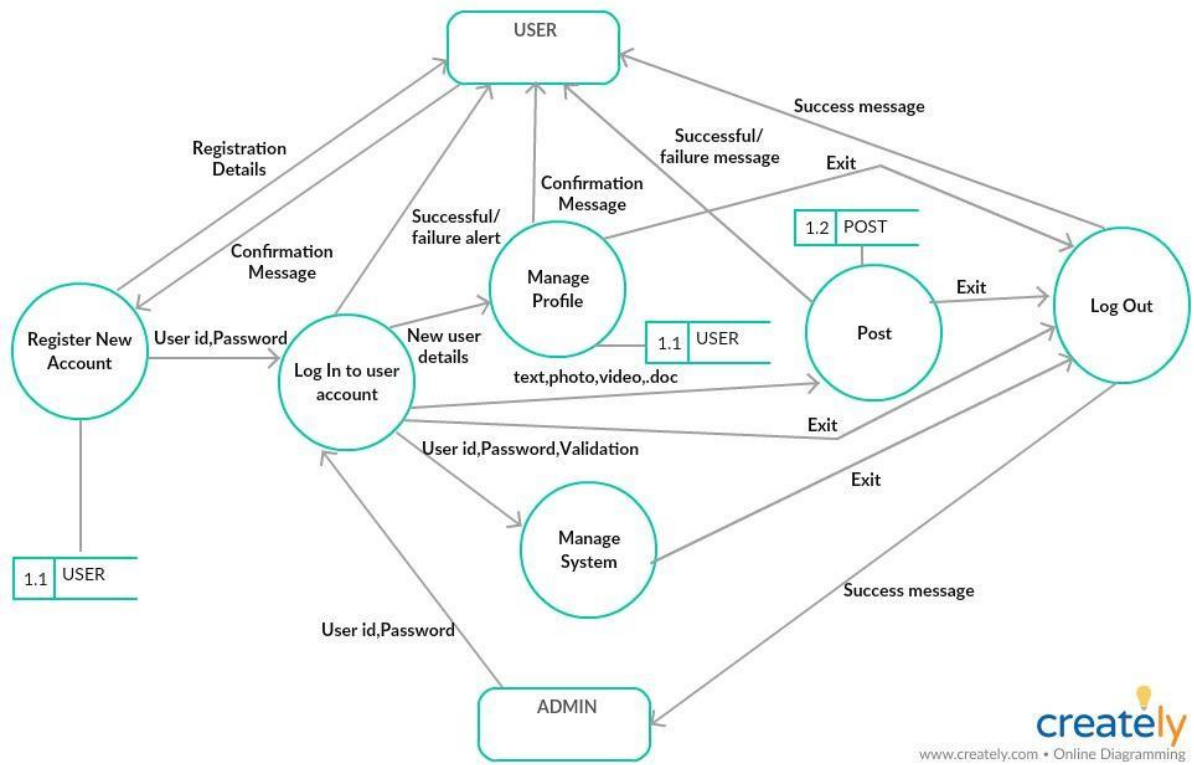 USER
Success message
Registration
Details
Successful/
failure message
Exit
Confirmation
Message
Successful/
failure alert
1.2 POST
Confirmation
Message
Manage
Profile
Exit
Log Out
Register New
Account
User id,Password
New user
details
1.1 USER
Post
Log In to user
account
text,photo,video,.doc
Exit
User id,Password,Validation
Exit
Manage
System
1.1 USER
Success message
User id,Password
ADMIN
creately
www.creately.com • Online Diagramming